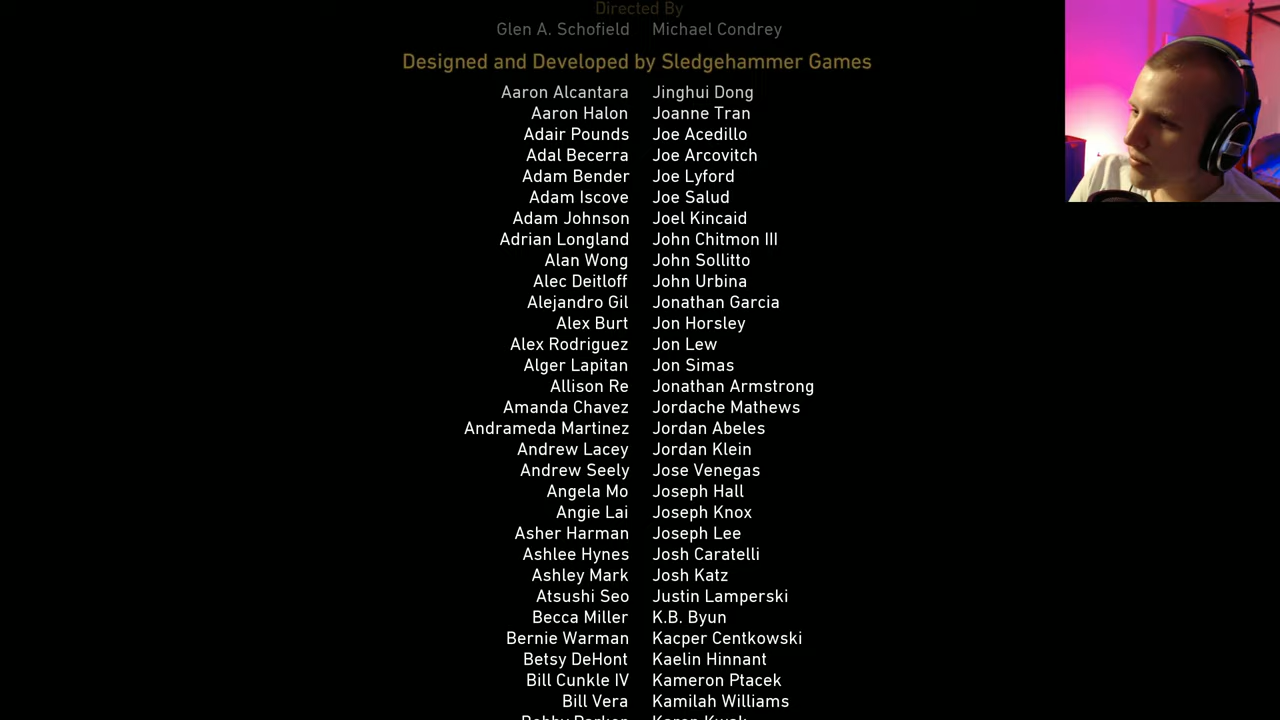 Directed By
Glen A. Schofield Michael Condrey
Designed and Developed by Sledgehammer Games
Aaron Alcantara Jinghui Dong
Aaron Halon Joanne Tran
Adair Pounds Joe Acedillo
Adal Becerra Joe Arcovitch
Adam Bender Joe Lyford
Adam Iscove Joe Salud
Adam Johnson Joel Kincaid
Adrian Longland John Chitmon III
Alan Wong John Sollitto
Alec Deitloff John Urbina
Alejandro Gil Jonathan Garcia
Alex Burt Jon Horsley
Alex Rodriguez Jon Lew
Alger Lapitan Jon Simas
Allison Re Jonathan Armstrong
Amanda Chavez Jordache Mathews
Andrameda Martinez Jordan Abeles
Andrew Lacey Jordan Klein
Andrew Seely Jose Venegas
Angela Mo Joseph Hall
Angie Lai Joseph Knox
Asher Harman Joseph Lee
Ashlee Hynes Josh Caratelli
Ashley Mark Josh Katz
Atsushi Seo Justin Lamperski
Becca Miller K.B. Byun
Bernie Warman Kacper Centkowski
Betsy DeHont Kaelin Hinnant
Bill Cunkle IV Kameron Ptacek
Bill Vera Kamilah Williams
Bobby Parker Karen Kwak